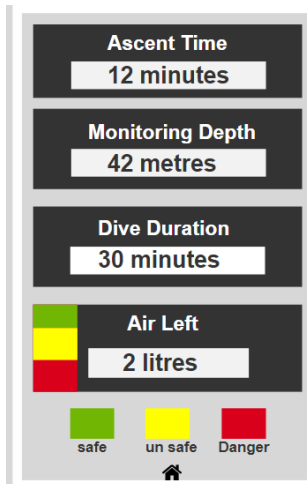 Ascent Time
12 minutes
Monitoring Depth
42 metres
Dive Duration
30 minutes
Air Left
2 litres
safe un safe Danger